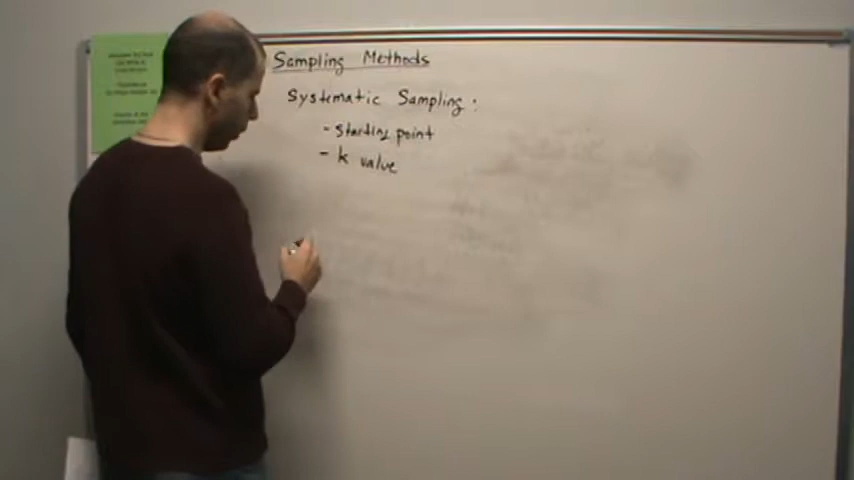 Sampling Methods
Systematic Sampling :
- starting point
- k value